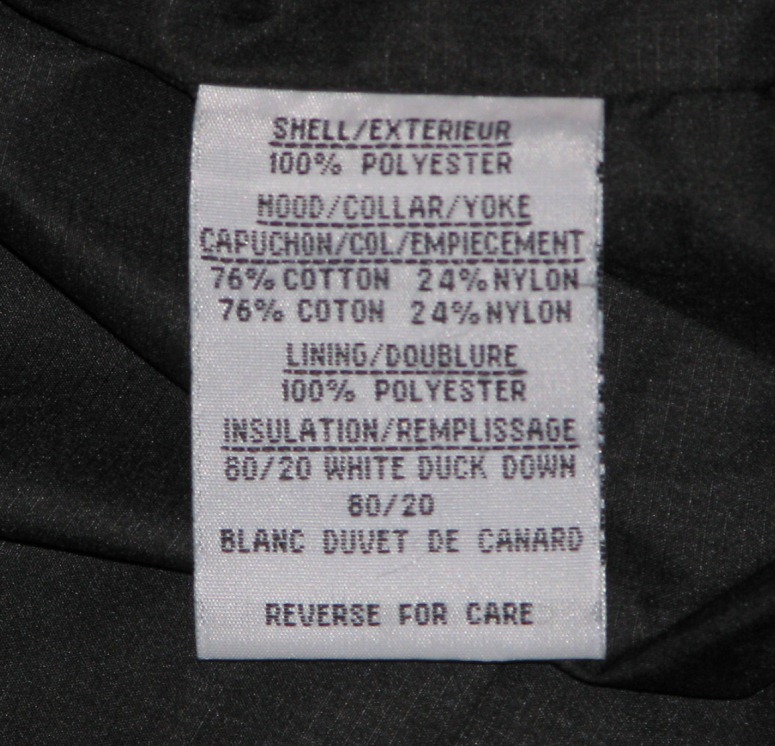 SHELL/EXTERIEUR
100% POLYESTER
HOOD/COLLAR/YOKE
CAPUCHON/COL/EMPIECEMENT
76% COTTON 24% NYLON
76% COTON 24% NYLON
LINING/DOUBLURE
100% POLYESTER
INSULATION/REMPLISSAGE
80/20 WHITE DUCK DOWN
80/20
BLANC DUVET DE CANARD
REVERSE FOR CARE